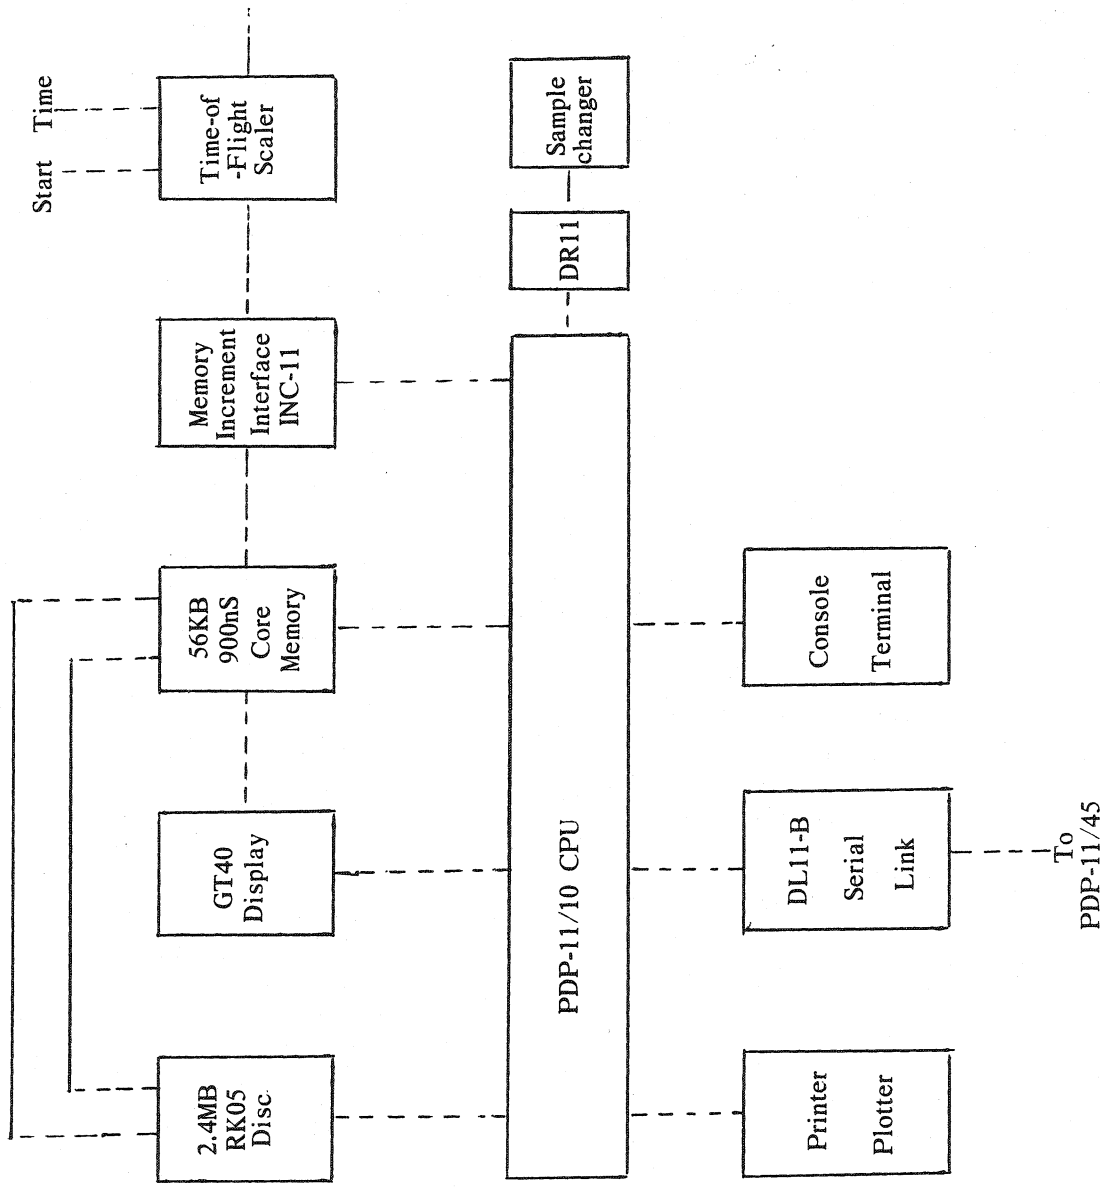 Start Time
2.4MB
RK05
Disc
GT40
Display
56KB
900nS
Core
Memory
Memory
Increment
Interface
INC-11
Time-of
-Flight
Scaler
PDP-11/10 CPU
DR11
Sample
changer
Printer
Plotter
DL11-B
Serial
Link
Console
Terminal
To
PDP-11/45